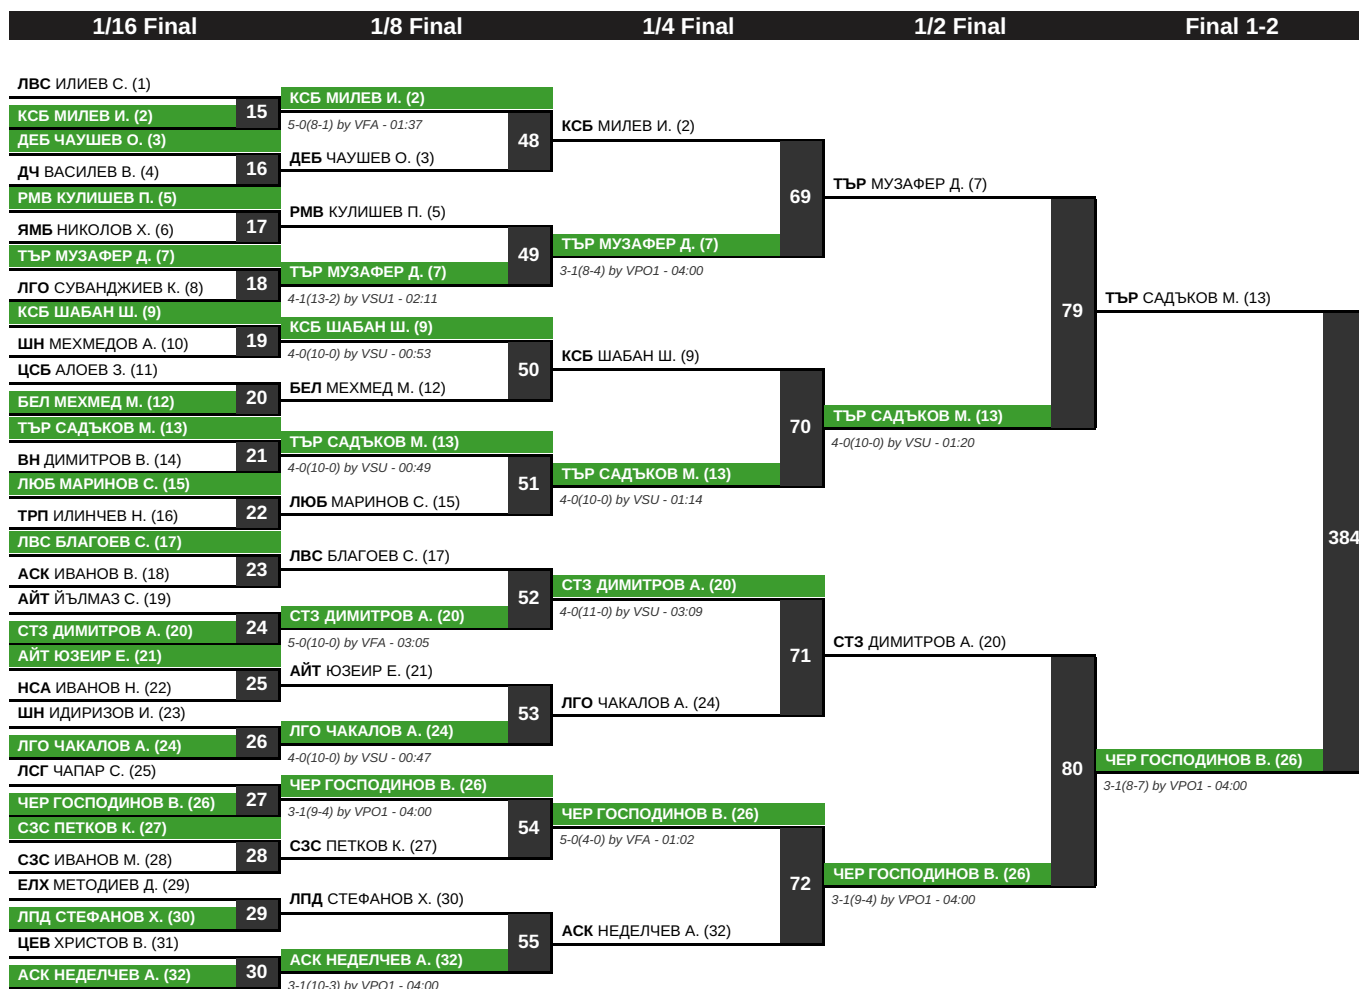 1/16 Final
1/8 Final
1/4 Final
1/2 Final
Final 1-2
ЛВС ИЛИЕВ С. (1)
15
КСБ МИЛЕВ И. (2)
ДЕБ ЧАУШЕВ О. (3)
16
ДЧ ВАСИЛЕВ В. (4)
РМВ КУЛИШЕВ П. (5)
17
ЯМБ НИКОЛОВ Х. (6)
ТЪР МУЗАФЕР Д. (7)
18
ЛГО СУВАНДЖИЕВ К. (8)
КСБ ШАБАН Ш. (9)
19
ШН МЕХМЕДОВ А. (10)
ЦСБ АЛОЕВ З. (11)
20
БЕЛ МЕХМЕД М. (12)
ТЪР САДЪКОВ М. (13)
21
ВН ДИМИТРОВ В. (14)
ЛЮБ МАРИНОВ С. (15)
22
ТРП ИЛИНЧЕВ Н. (16)
ЛВС БЛАГОЕВ С. (17)
23
АСК ИВАНОВ В. (18)
АЙТ ЙЪЛМАЗ С. (19)
24
СТЗ ДИМИТРОВ А. (20)
АЙТ ЮЗЕИР Е. (21)
25
НСА ИВАНОВ Н. (22)
ШН ИДИРИЗОВ И. (23)
26
ЛГО ЧАКАЛОВ А. (24)
ЛСГ ЧАПАР С. (25)
27
ЧЕР ГОСПОДИНОВ В. (26)
СЗС ПЕТКОВ К. (27)
28
СЗС ИВАНОВ М. (28)
ЕЛХ МЕТОДИЕВ Д. (29)
29
ЛПД СТЕФАНОВ Х. (30)
ЦЕВ ХРИСТОВ В. (31)
30
АСК НЕДЕЛЧЕВ А. (32)
КСБ МИЛЕВ И. (2)
5-0(8-1) by VFA - 01:37
48
ДЕБ ЧАУШЕВ О. (3)
РМВ КУЛИШЕВ П. (5)
49
ТЪР МУЗАФЕР Д. (7)
4-1(13-2) by VSU1 - 02:11
КСБ ШАБАН Ш. (9)
4-0(10-0) by VSU - 00:53
50
БЕЛ МЕХМЕД М. (12)
ТЪР САДЪКОВ М. (13)
4-0(10-0) by VSU - 00:49
51
ЛЮБ МАРИНОВ С. (15)
ЛВС БЛАГОЕВ С. (17)
52
СТЗ ДИМИТРОВ А. (20)
5-0(10-0) by VFA - 03:05
АЙТ ЮЗЕИР Е. (21)
53
ЛГО ЧАКАЛОВ А. (24)
4-0(10-0) by VSU - 00:47
ЧЕР ГОСПОДИНОВ В. (26)
3-1(9-4) by VPO1 - 04:00
54
СЗС ПЕТКОВ К. (27)
ЛПД СТЕФАНОВ Х. (30)
55
АСК НЕДЕЛЧЕВ А. (32)
3-1(10-3) by VPO1 - 04:00
КСБ МИЛЕВ И. (2)
69
ТЪР МУЗАФЕР Д. (7)
3-1(8-4) by VPO1 - 04:00
КСБ ШАБАН Ш. (9)
70
ТЪР САДЪКОВ М. (13)
4-0(10-0) by VSU - 01:14
СТЗ ДИМИТРОВ А. (20)
4-0(11-0) by VSU - 03:09
71
ЛГО ЧАКАЛОВ А. (24)
ЧЕР ГОСПОДИНОВ В. (26)
5-0(4-0) by VFA - 01:02
72
АСК НЕДЕЛЧЕВ А. (32)
ТЪР МУЗАФЕР Д. (7)
79
ТЪР САДЪКОВ М. (13)
4-0(10-0) by VSU - 01:20
СТЗ ДИМИТРОВ А. (20)
80
ЧЕР ГОСПОДИНОВ В. (26)
3-1(9-4) by VPO1 - 04:00
ТЪР САДЪКОВ М. (13)
384
ЧЕР ГОСПОДИНОВ В. (26)
3-1(8-7) by VPO1 - 04:00